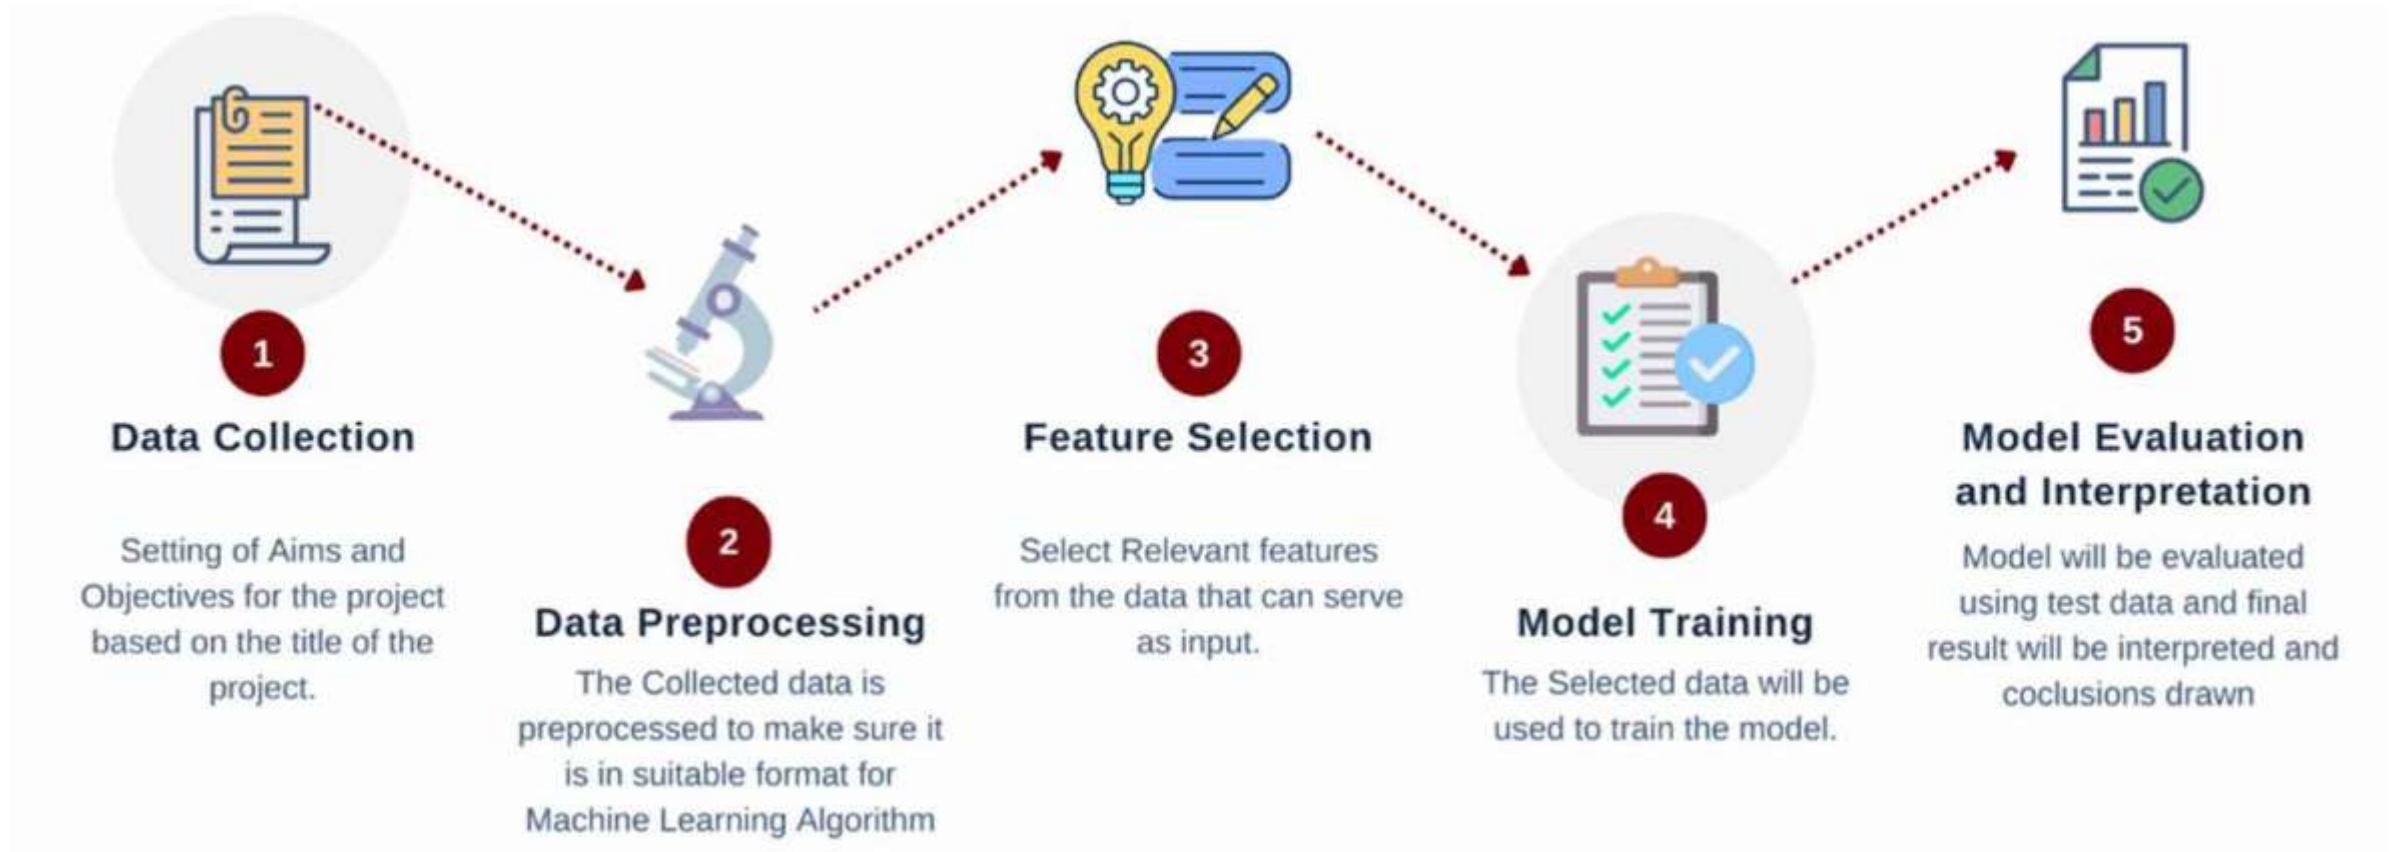 1
Data Collection
Setting of Aims and
Objectives for the project
based on the title of the
project.
2
Data Preprocessing
The Collected data is
preprocessed to make sure it
is in suitable format for
Machine Learning Algorithm
3
Feature Selection
Select Relevant features
from the data that can serve
as input.
4
Model Training
The Selected data will be
used to train the model.
5
Model Evaluation
and Interpretation
Model will be evaluated
using test data and final
result will be interpreted and
coclusions drawn